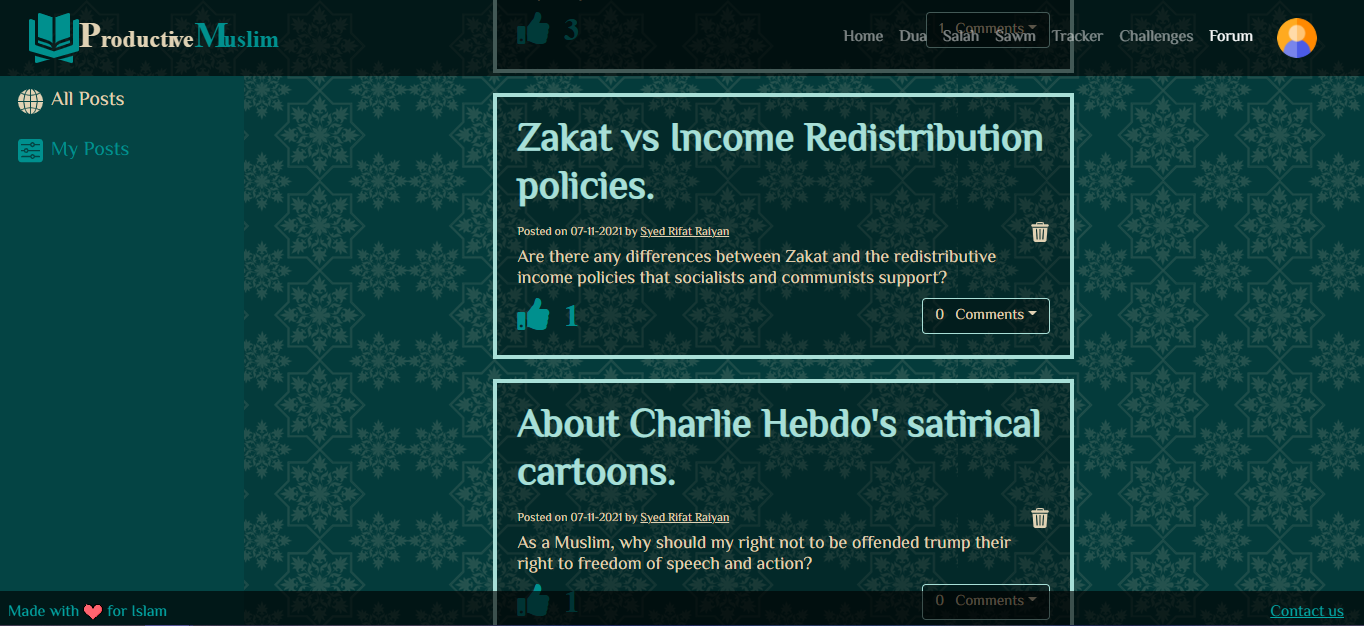 ProductiveMuslim
3
1 Comments
Home Dua Salah Sawm Tracker Challenges Forum
All Posts
My Posts
Zakat vs Income Redistribution
policies.
Posted on 07-11-2021 by Syed Rifat Raiyan
Are there any differences between Zakat and the redistributive
income policies that socialists and communists support?
1
0 Comments
About Charlie Hebdo's satirical
cartoons.
Posted on 07-11-2021 by Syed Rifat Raiyan
As a Muslim, why should my right not to be offended trump their
right to freedom of speech and action?
1
0 Comments
Made with ❤ for Islam
Contact us